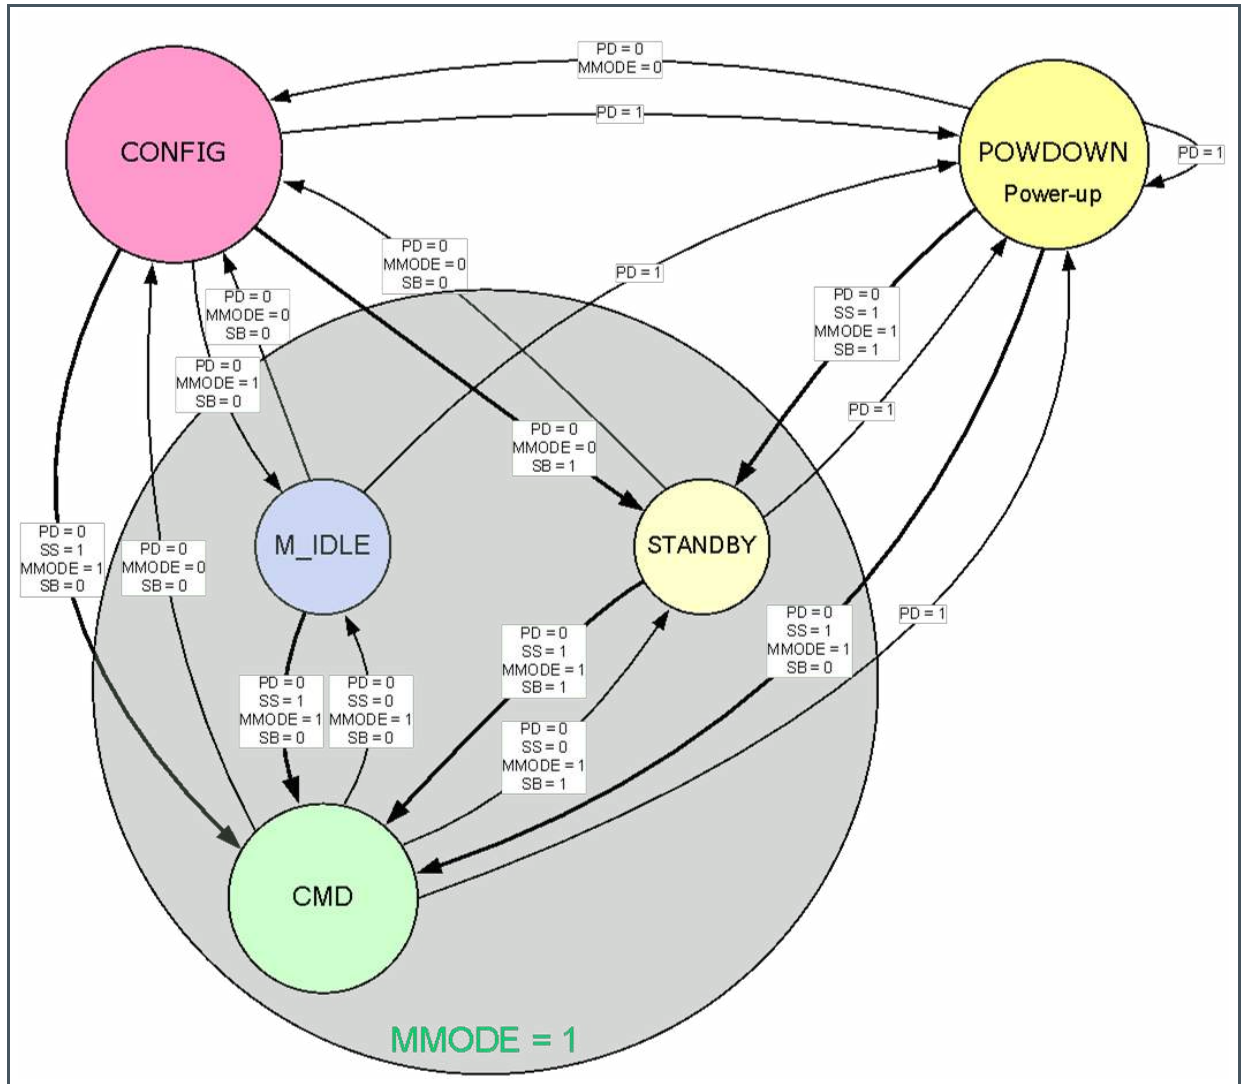 PD = 0
MMODE = 0
PD = 1
CONFIG
POWDOWN
Power-up
PD = 1
PD = 0
MMODE = 0
SB = 0
PD = 1
PD = 0
MMODE = 0
SB = 0
PD = 0
SS = 1
MMODE = 1
SB = 1
PD = 0
MMODE = 1
SB = 0
PD = 1
PD = 0
MMODE = 0
SB = 1
M_IDLE
STANDBY
PD = 0
SS = 1
MMODE = 1
SB = 0
PD = 0
MMODE = 0
SB = 0
PD = 0
SS = 1
MMODE = 1
SB = 1
PD = 0
SS = 1
MMODE = 1
SB = 0
PD = 1
PD = 0
SS = 1
MMODE = 1
SB = 0
PD = 0
SS = 0
MMODE = 1
SB = 0
PD = 0
SS = 0
MMODE = 1
SB = 1
CMD
MMODE = 1